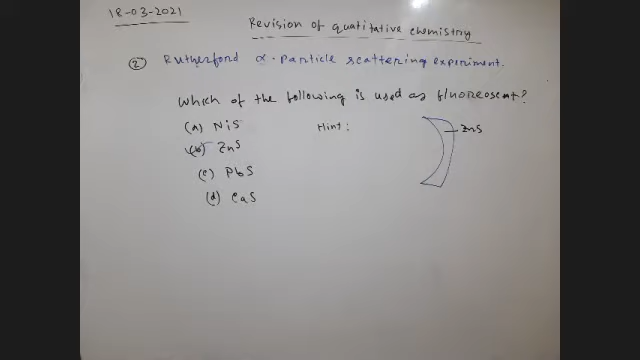 18-03-2021
Revision of quatitative chemistry
② Rutherford α-particle scattering experiment.
Which of the following is used as fluoroscent?
(a) NiS
(b) ZnS
(c) PbS
(d) CaS
Hint:
ZnS